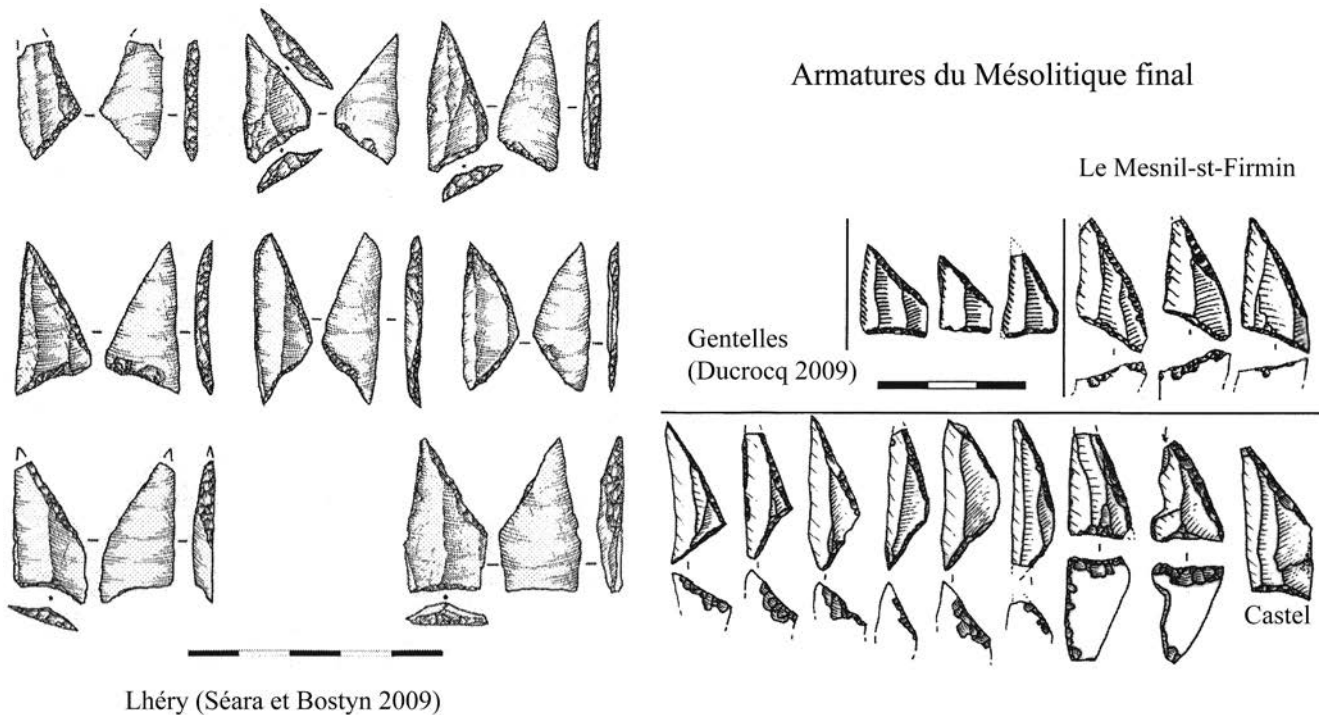 Armatures du Mésolitique final
Le Mesnil-st-Firmin
Gentelles
(Ducrocq 2009)
Castel
Lhéry (Séara et Bostyn 2009)